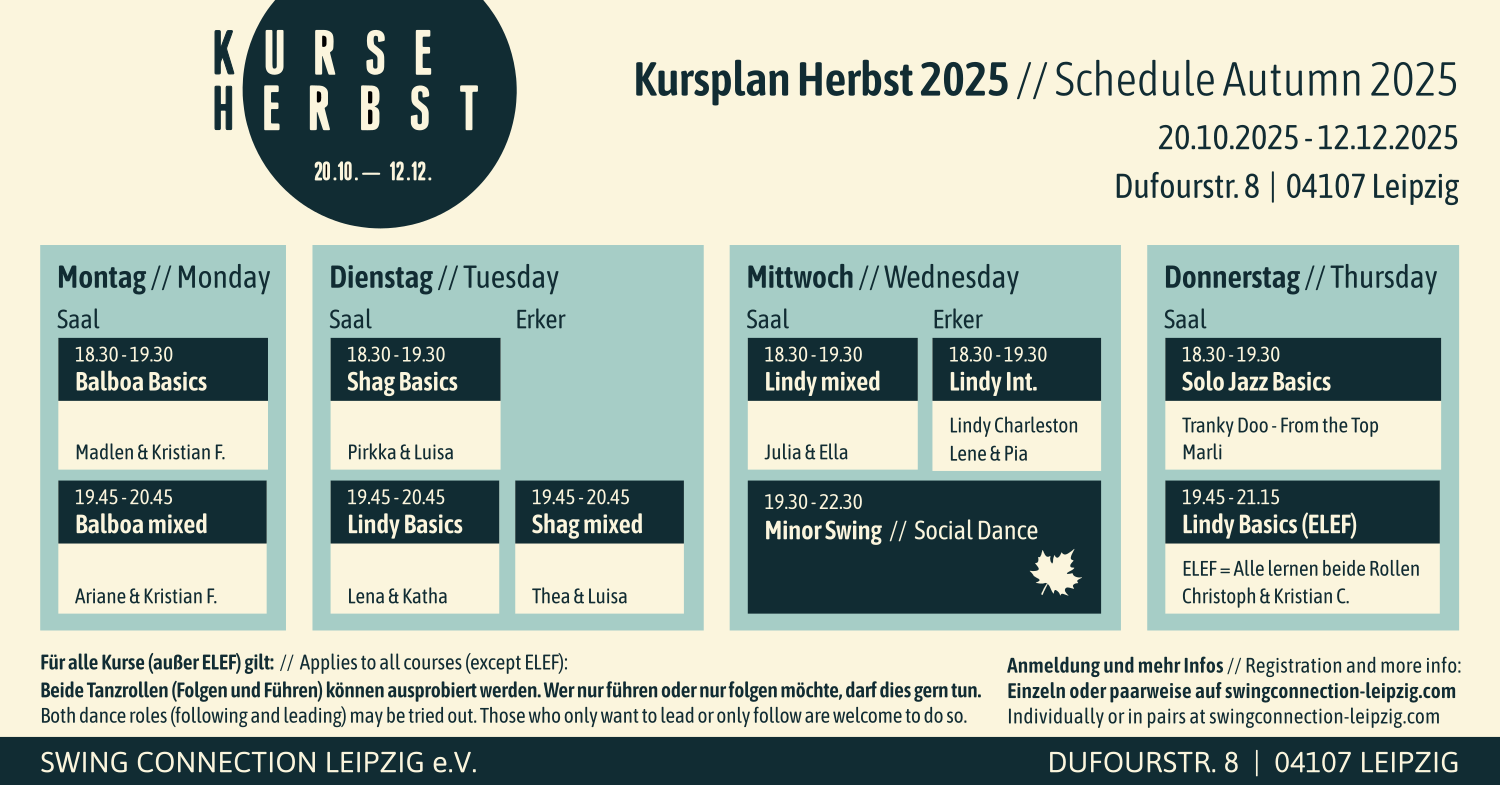 KURSE
HERBST
20.10. — 12.12.
Kursplan Herbst 2025 // Schedule Autumn 2025
20.10.2025 - 12.12.2025
Dufourstr. 8 | 04107 Leipzig
Montag // Monday
Saal
18.30 - 19.30
Balboa Basics
Madlen & Kristian F.
19.45 - 20.45
Balboa mixed
Ariane & Kristian F.
Dienstag // Tuesday
Saal
Erker
18.30 - 19.30
Shag Basics
Pirkka & Luisa
19.45 - 20.45
Lindy Basics
Lena & Katha
19.45 - 20.45
Shag mixed
Thea & Luisa
Mittwoch // Wednesday
Saal
Erker
18.30 - 19.30
Lindy mixed
Julia & Ella
18.30 - 19.30
Lindy Int.
Lindy Charleston
Lene & Pia
19.30 - 22.30
Minor Swing // Social Dance
Donnerstag // Thursday
Saal
18.30 - 19.30
Solo Jazz Basics
Tranky Doo - From the Top
Marli
19.45 - 21.15
Lindy Basics (ELEF)
ELEF = Alle lernen beide Rollen
Christoph & Kristian C.
Für alle Kurse (außer ELEF) gilt: // Applies to all courses (except ELEF):
Beide Tanzrollen (Folgen und Führen) können ausprobiert werden. Wer nur führen oder nur folgen möchte, darf dies gern tun.
Both dance roles (following and leading) may be tried out. Those who only want to lead or only follow are welcome to do so.
Anmeldung und mehr Infos // Registration and more info:
Einzeln oder paarweise auf swingconnection-leipzig.com
Individually or in pairs at swingconnection-leipzig.com
SWING CONNECTION LEIPZIG e.V.
DUFOURSTR. 8 | 04107 LEIPZIG